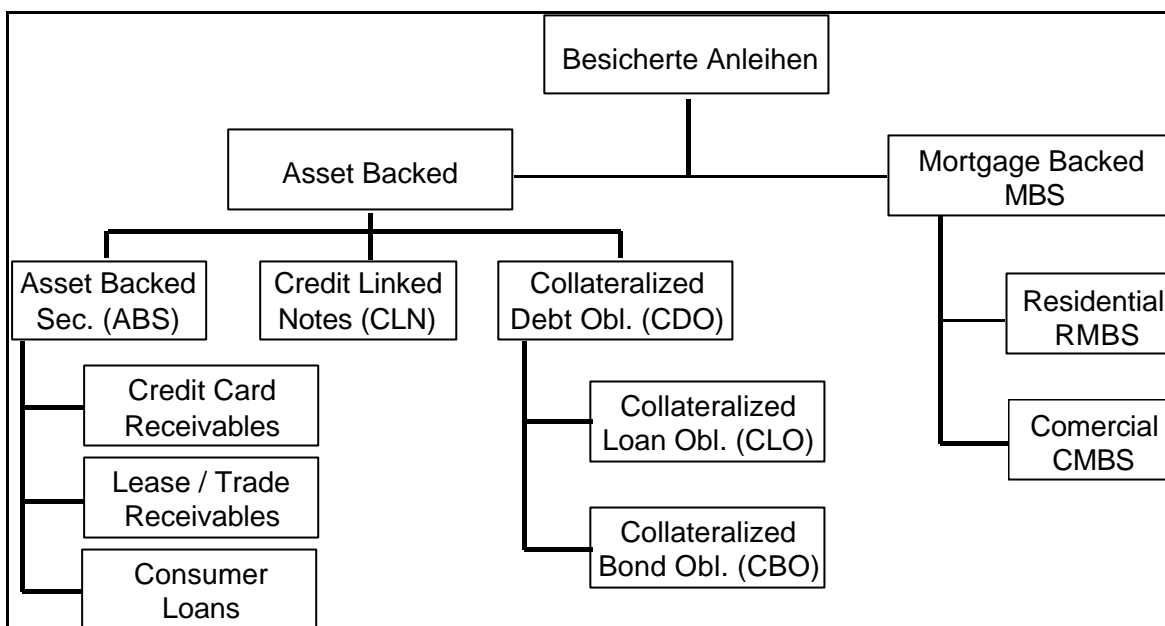 Besicherte Anleihen
Asset Backed
Mortgage Backed
MBS
Asset Backed
Sec. (ABS)
Credit Linked
Notes (CLN)
Collateralized
Debt Obl. (CDO)
Residential
RMBS
Credit Card
Receivables
Collateralized
Loan Obl. (CLO)
Comercial
CMBS
Lease / Trade
Receivables
Collateralized
Bond Obl. (CBO)
Consumer
Loans